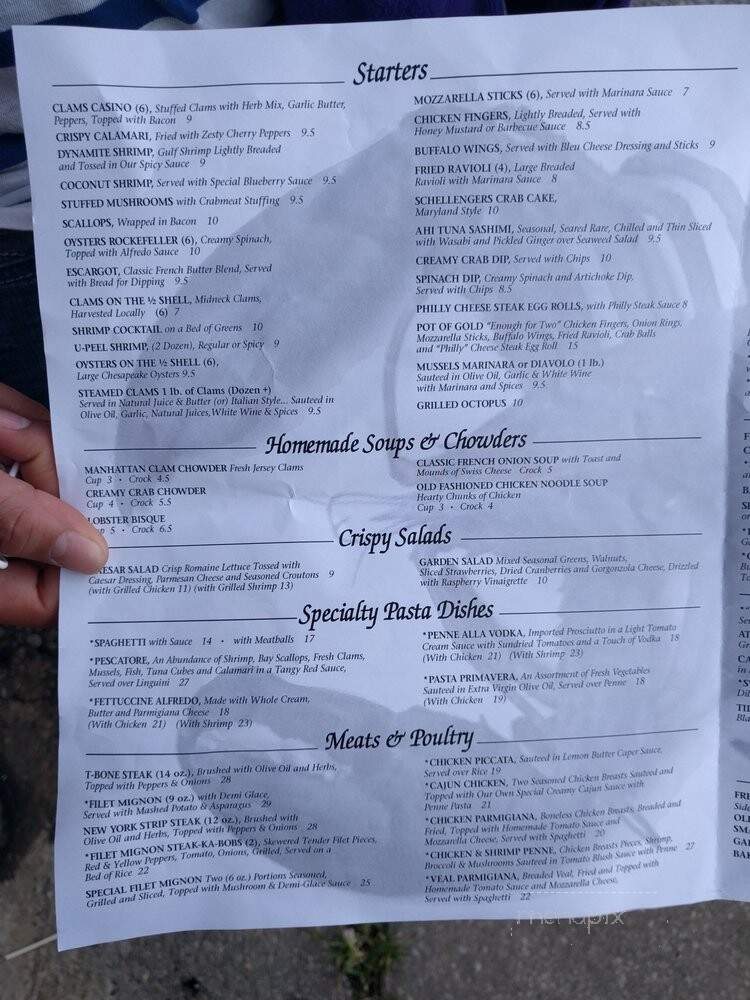 Starters
CLAMS CASINO (6), Stuffed Clams with Herb Mix, Garlic Butter,
Peppers, Topped with Bacon 9
CRISPY CALAMARI, Fried with Zesty Cherry Peppers 9.5
DYNAMITE SHRIMP, Gulf Shrimp Lightly Breaded
and Tossed in Our Spicy Sauce 9
COCONUT SHRIMP, Served with Special Blueberry Sauce 9.5
STUFFED MUSHROOMS with Crabmeat Stuffing 9.5
SCALLOPS, Wrapped in Bacon 10
OYSTERS ROCKEFELLER (6), Creamy Spinach,
Topped with Alfredo Sauce 10
ESCARGOT, Classic French Butter Blend, Served
with Bread for Dipping 9.5
CLAMS ON THE ½ SHELL, Midneck Clams,
Harvested Locally (6) 7
SHRIMP COCKTAIL on a Bed of Greens 10
U-PEEL SHRIMP, (2 Dozen), Regular or Spicy 9
OYSTERS ON THE ½ SHELL (6),
Large Chesapeake Oysters 9.5
STEAMED CLAMS 1 lb. of Clams (Dozen +)
Served in Natural Juice & Butter (or) Italian Style... Sauteed in
Olive Oil, Garlic, Natural Juices,White Wine & Spices 9.5
MOZZARELLA STICKS (6), Served with Marinara Sauce 7
CHICKEN FINGERS, Lightly Breaded, Served with
Honey Mustard or Barbecue Sauce 8.5
BUFFALO WINGS, Served with Bleu Cheese Dressing and Sticks 9
FRIED RAVIOLI (4), Large Breaded
Ravioli with Marinara Sauce 8
SCHELLENGERS CRAB CAKE,
Maryland Style 10
AHI TUNA SASHIMI, Seasonal, Seared Rare, Chilled and Thin Sliced
with Wasabi and Pickled Ginger over Seaweed Salad 9.5
CREAMY CRAB DIP, Served with Chips 10
SPINACH DIP, Creamy Spinach and Artichoke Dip,
Served with Chips 8.5
PHILLY CHEESE STEAK EGG ROLLS, with Philly Steak Sauce 8
POT OF GOLD "Enough for Two" Chicken Fingers, Onion Rings,
Mozzarella Sticks, Buffalo Wings, Fried Ravioli, Crab Balls
and "Philly" Cheese Steak Egg Roll 15
MUSSELS MARINARA or DIAVOLO (1 lb.)
Sauteed in Olive Oil, Garlic & White Wine
with Marinara and Spices 9.5
GRILLED OCTOPUS 10
Homemade Soups & Chowders
MANHATTAN CLAM CHOWDER Fresh Jersey Clams
Cup 3 • Crock 4.5
CREAMY CRAB CHOWDER
Cup 4 • Crock 5.5
LOBSTER BISQUE
5 • Crock 6.5
CLASSIC FRENCH ONION SOUP with Toast and
Mounds of Swiss Cheese Crock 5
OLD FASHIONED CHICKEN NOODLE SOUP
Hearty Chunks of Chicken
Cup 3 • Crock 4
Crispy Salads
ESAR SALAD Crisp Romaine Lettuce Tossed with
Caesar Dressing, Parmesan Cheese and Seasoned Croutons 9
(with Grilled Chicken 11) (with Grilled Shrimp 13)
GARDEN SALAD Mixed Seasonal Greens, Walnuts,
Sliced Strawberries, Dried Cranberries and Gorgonzola Cheese, Drizzled
with Raspberry Vinaigrette 10
Specialty Pasta Dishes
*SPAGHETTI with Sauce 14 • with Meatballs 17
*PESCATORE, An Abundance of Shrimp, Bay Scallops, Fresh Clams,
Mussels, Fish, Tuna Cubes and Calamari in a Tangy Red Sauce,
Served over Linguini 27
*FETTUCCINE ALFREDO, Made with Whole Cream,
Butter and Parmigiana Cheese 18
(With Chicken 21) (With Shrimp 23)
*PENNE ALLA VODKA, Imported Prosciutto in a Light Tomato
Cream Sauce with Sundried Tomatoes and a Touch of Vodka 18
(With Chicken 21) (With Shrimp 23)
*PASTA PRIMAVERA, An Assortment of Fresh Vegetables
Sauteed in Extra Virgin Olive Oil, Served over Penne 18
(With Chicken 19)
Meats & Poultry
T-BONE STEAK (14 oz.), Brushed with Olive Oil and Herbs,
Topped with Peppers & Onions 28
*FILET MIGNON (9 oz.) with Demi Glace,
Served with Mashed Potato & Asparagus 29
NEW YORK STRIP STEAK (12 oz.), Brushed with
Olive Oil and Herbs, Topped with Peppers & Onions 28
*FILET MIGNON STEAK-KA-BOBS (2), Skewered Tender Filet Pieces,
Red & Yellow Peppers, Tomato, Onions, Grilled, Served on a
Bed of Rice 22
SPECIAL FILET MIGNON Two (6 oz.) Portions Seasoned,
Grilled and Sliced, Topped with Mushroom & Demi-Glace Sauce 25
*CHICKEN PICCATA, Sauteed in Lemon Butter Caper Sauce,
Served over Rice 19
*CAJUN CHICKEN, Two Seasoned Chicken Breasts Sauteed and
Topped with Our Own Special Creamy Cajun Sauce with
Penne Pasta 21
*CHICKEN PARMIGIANA, Boneless Chicken Breasts, Breaded and
Fried, Topped with Homemade Tomato Sauce and
Mozzarella Cheese, Served with Spaghetti 20
*CHICKEN & SHRIMP PENNE, Chicken Breasts Pieces, Shrimp,
Broccoli & Mushrooms Sauteed in Tomato Blush Sauce with Penne 27
*VEAL PARMIGIANA, Breaded Veal, Fried and Topped with
Homemade Tomato Sauce and Mozzarella Cheese,
Served with Spaghetti 22
menupix